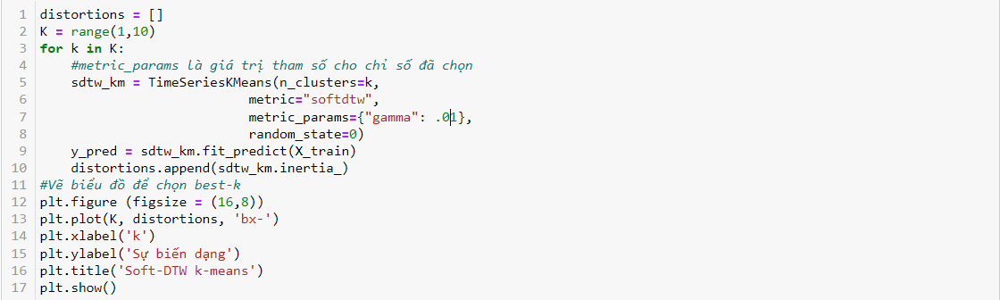 1 distortions = []
2 K = range(1,10)
3 for k in K:
4     #metric_params là giá trị tham số cho chỉ số đã chọn
5     sdtw_km = TimeSeriesKMeans(n_clusters=k,
6                              metric="softdtw",
7                              metric_params={"gamma": .01},
8                              random_state=0)
9     y_pred = sdtw_km.fit_predict(X_train)
10     distortions.append(sdtw_km.inertia_)
11 #Vẽ biểu đồ để chọn best-k
12 plt.figure (figsize = (16,8))
13 plt.plot(K, distortions, 'bx-')
14 plt.xlabel('k')
15 plt.ylabel('Sự biến dạng')
16 plt.title('Soft-DTW k-means')
17 plt.show()